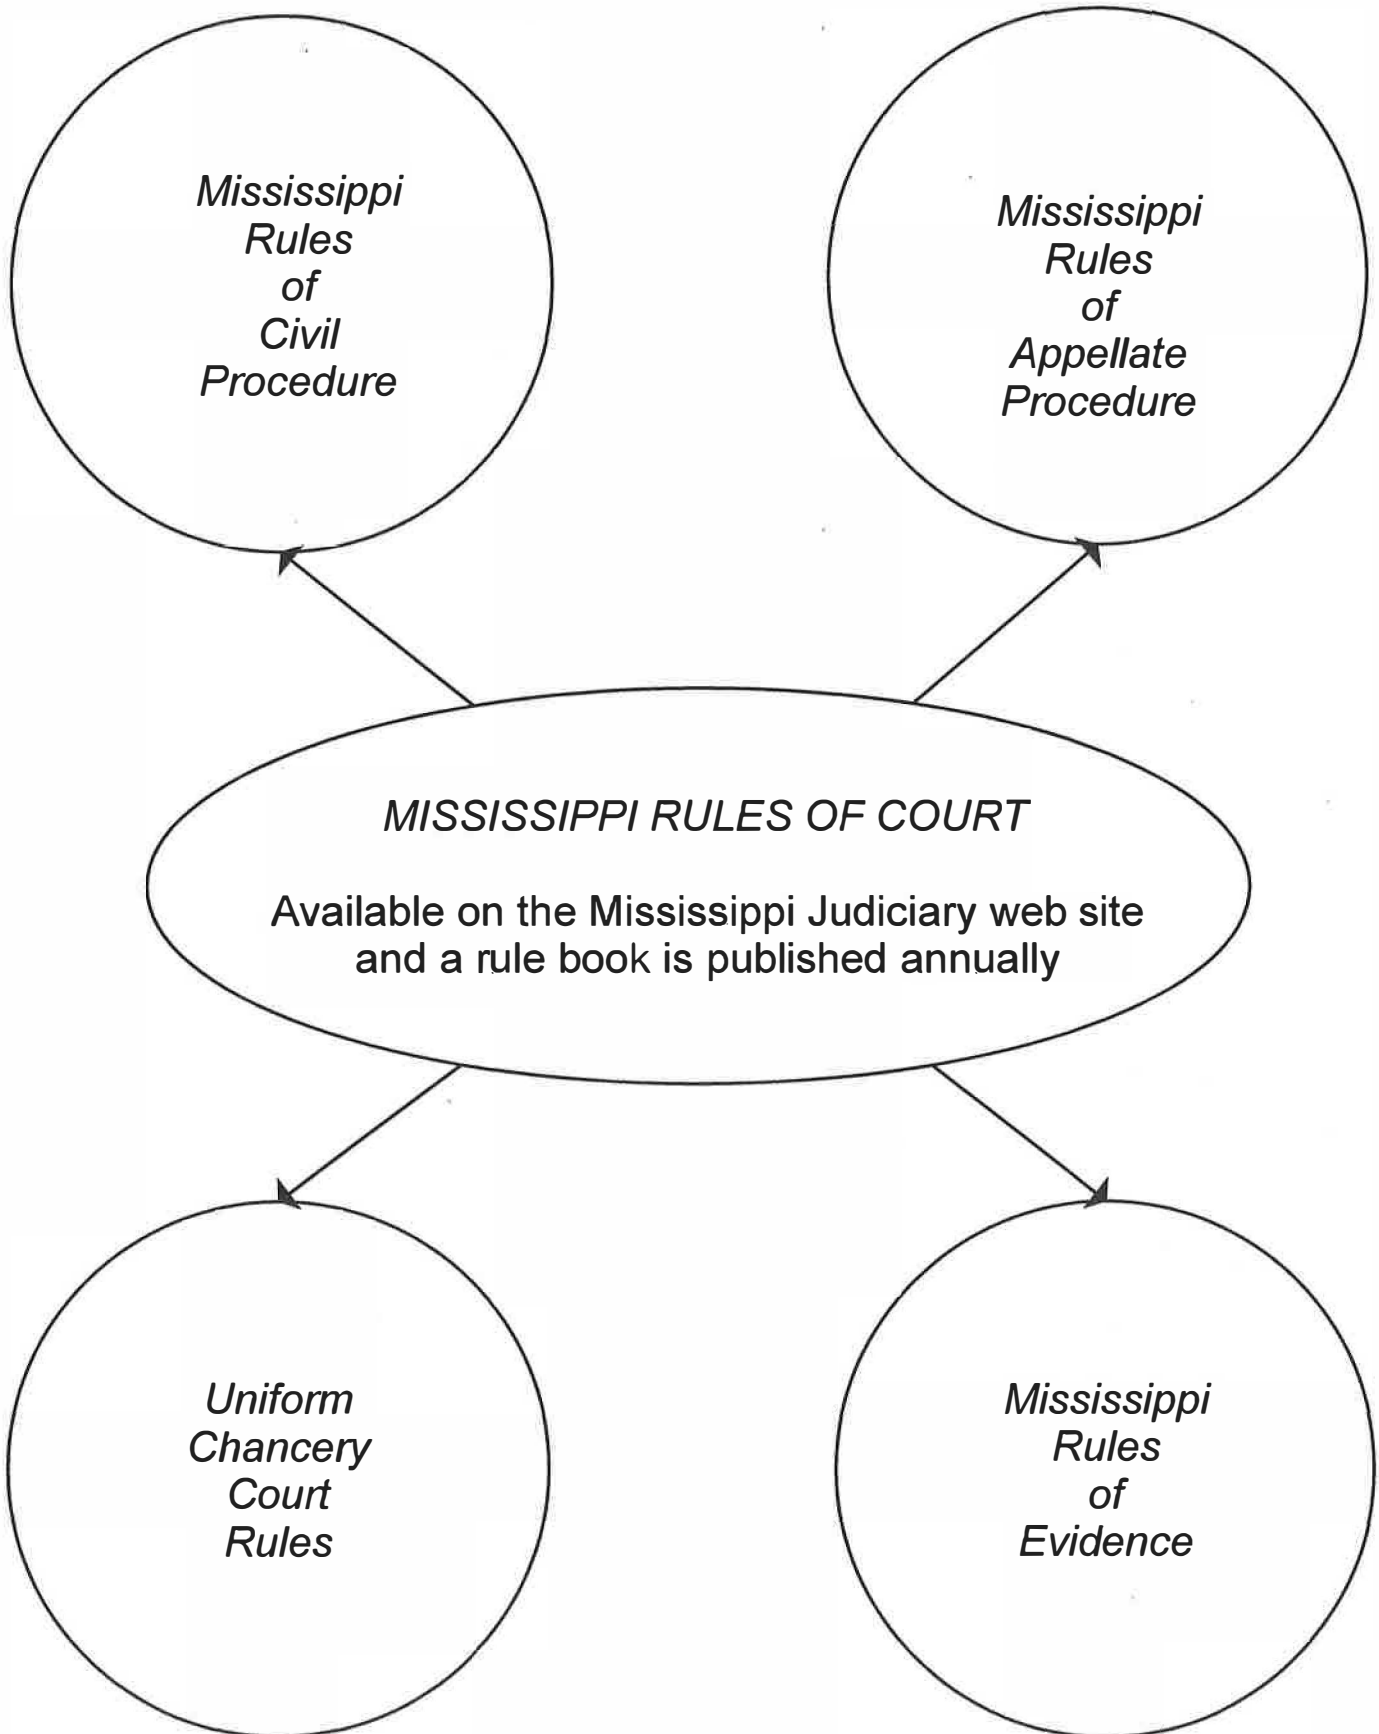 Mississippi
Rules
of
Civil
Procedure
Mississippi
Rules
of
Appellate
Procedure
MISSISSIPPI RULES OF COURT
Available on the Mississippi Judiciary web site
and a rule book is published annually
Uniform
Chancery
Court
Rules
Mississippi
Rules
of
Evidence